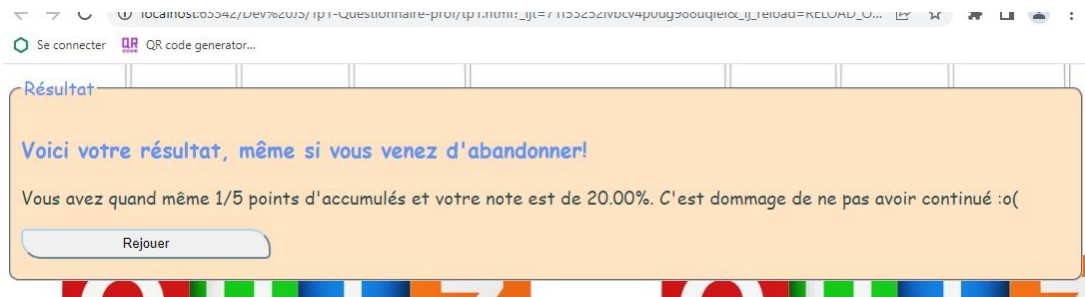 Se connecter QR code generator...
Résultat
Voici votre résultat, même si vous venez d'abandonner!
Vous avez quand même 1/5 points d'accumulés et votre note est de 20.00%. C'est dommage de ne pas avoir continué :o(
Rejouer